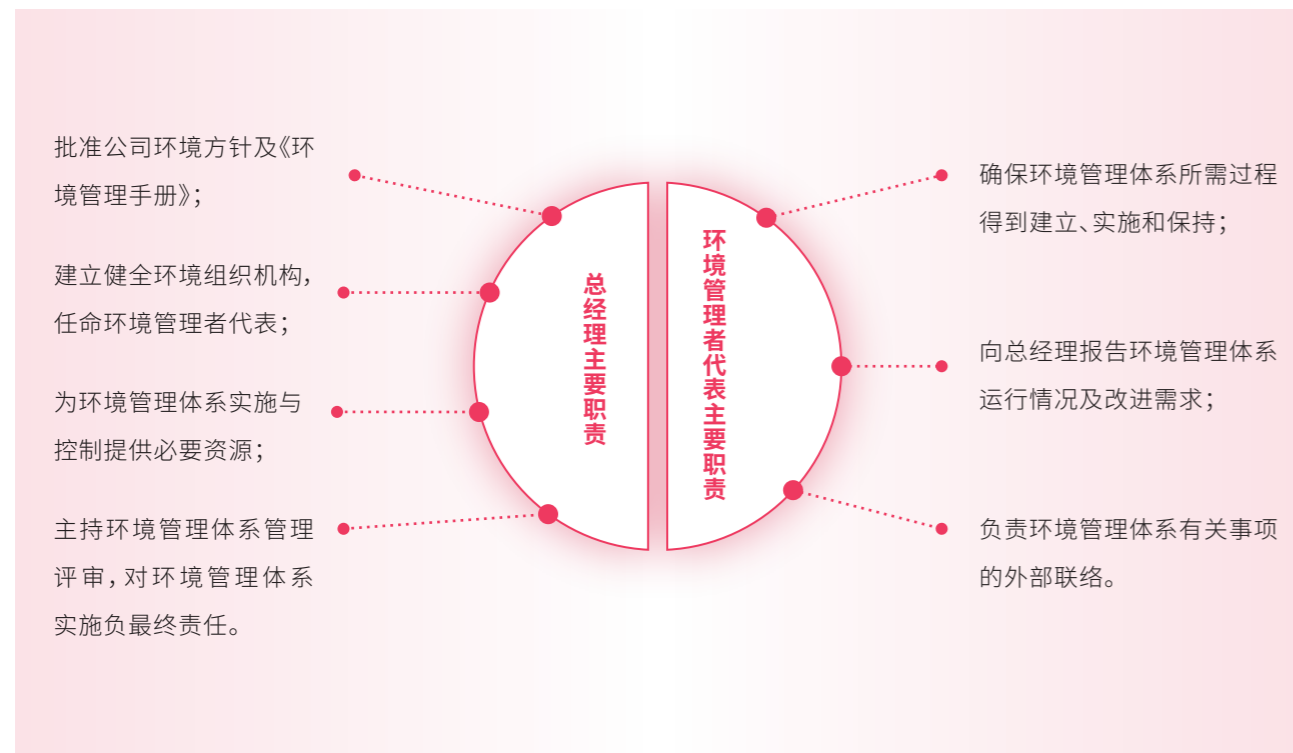 批准公司环境方针及《环
境管理手册》；
建立健全环境组织机构，
任命环境管理者代表；
为环境管理体系实施与
控制提供必要资源；
主持环境管理体系管理
评审，对环境管理体系
实施负最终责任。
总经理主要职责
环境管理者代表主要职责
确保环境管理体系所需过程
得到建立、实施和保持；
向总经理报告环境管理体系
运行情况及改进需求；
负责环境管理体系有关事项
的外部联络。